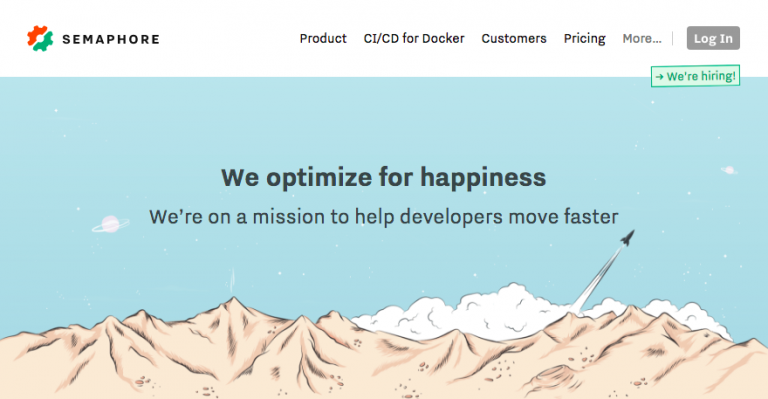 SEMAPHORE
Product CI/CD for Docker Customers Pricing More... Log In
→ We're hiring!
We optimize for happiness
We're on a mission to help developers move faster